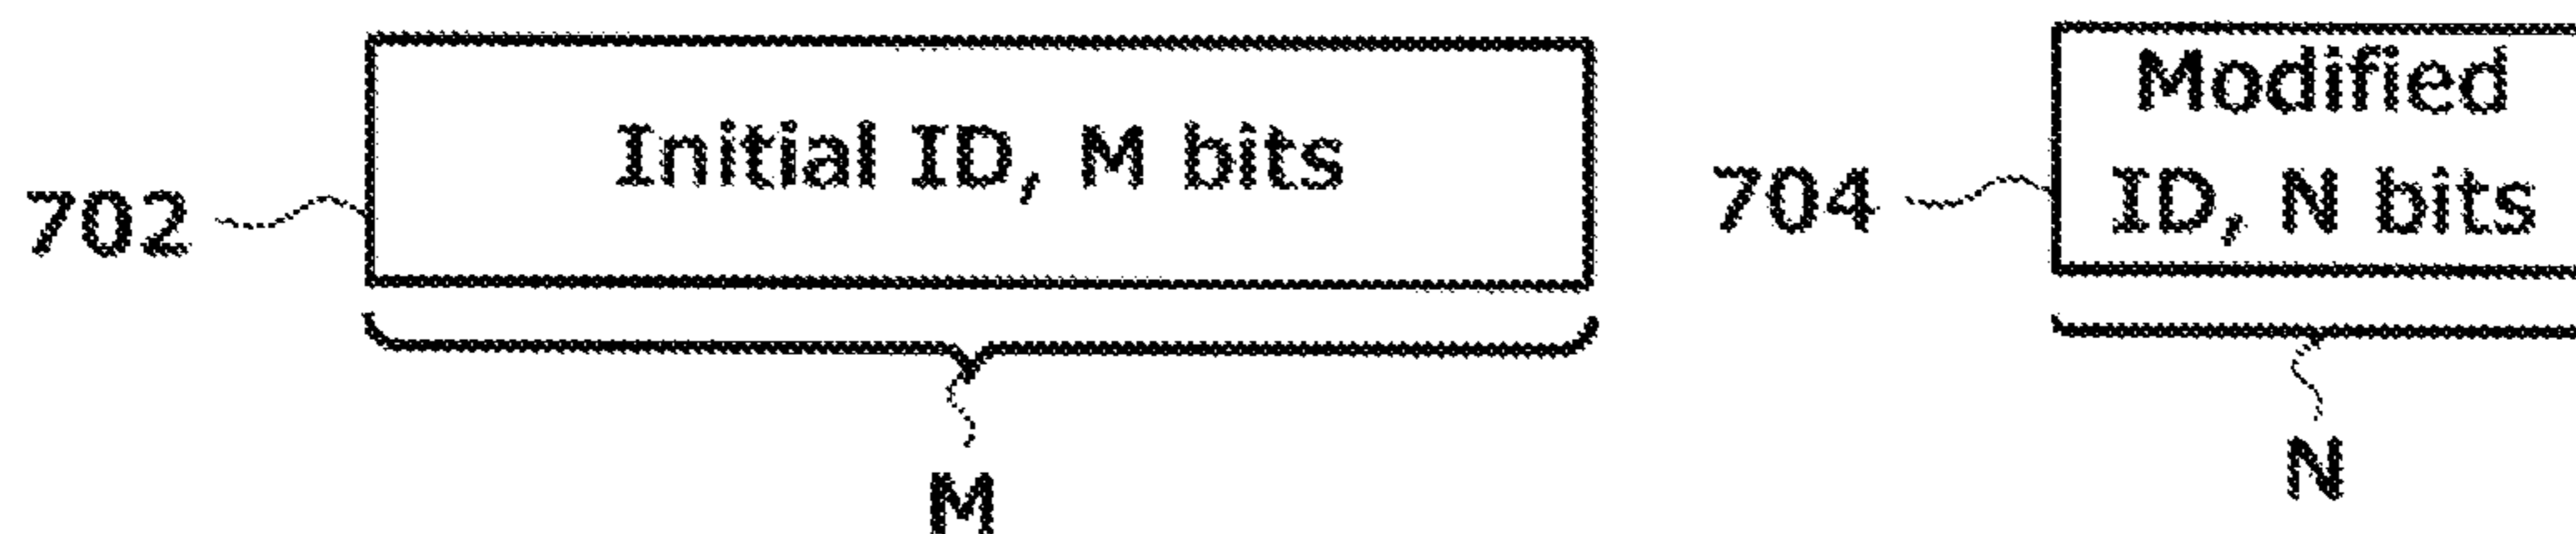 Initial ID, M bits
702
M
Modified
ID, N bits
704
N